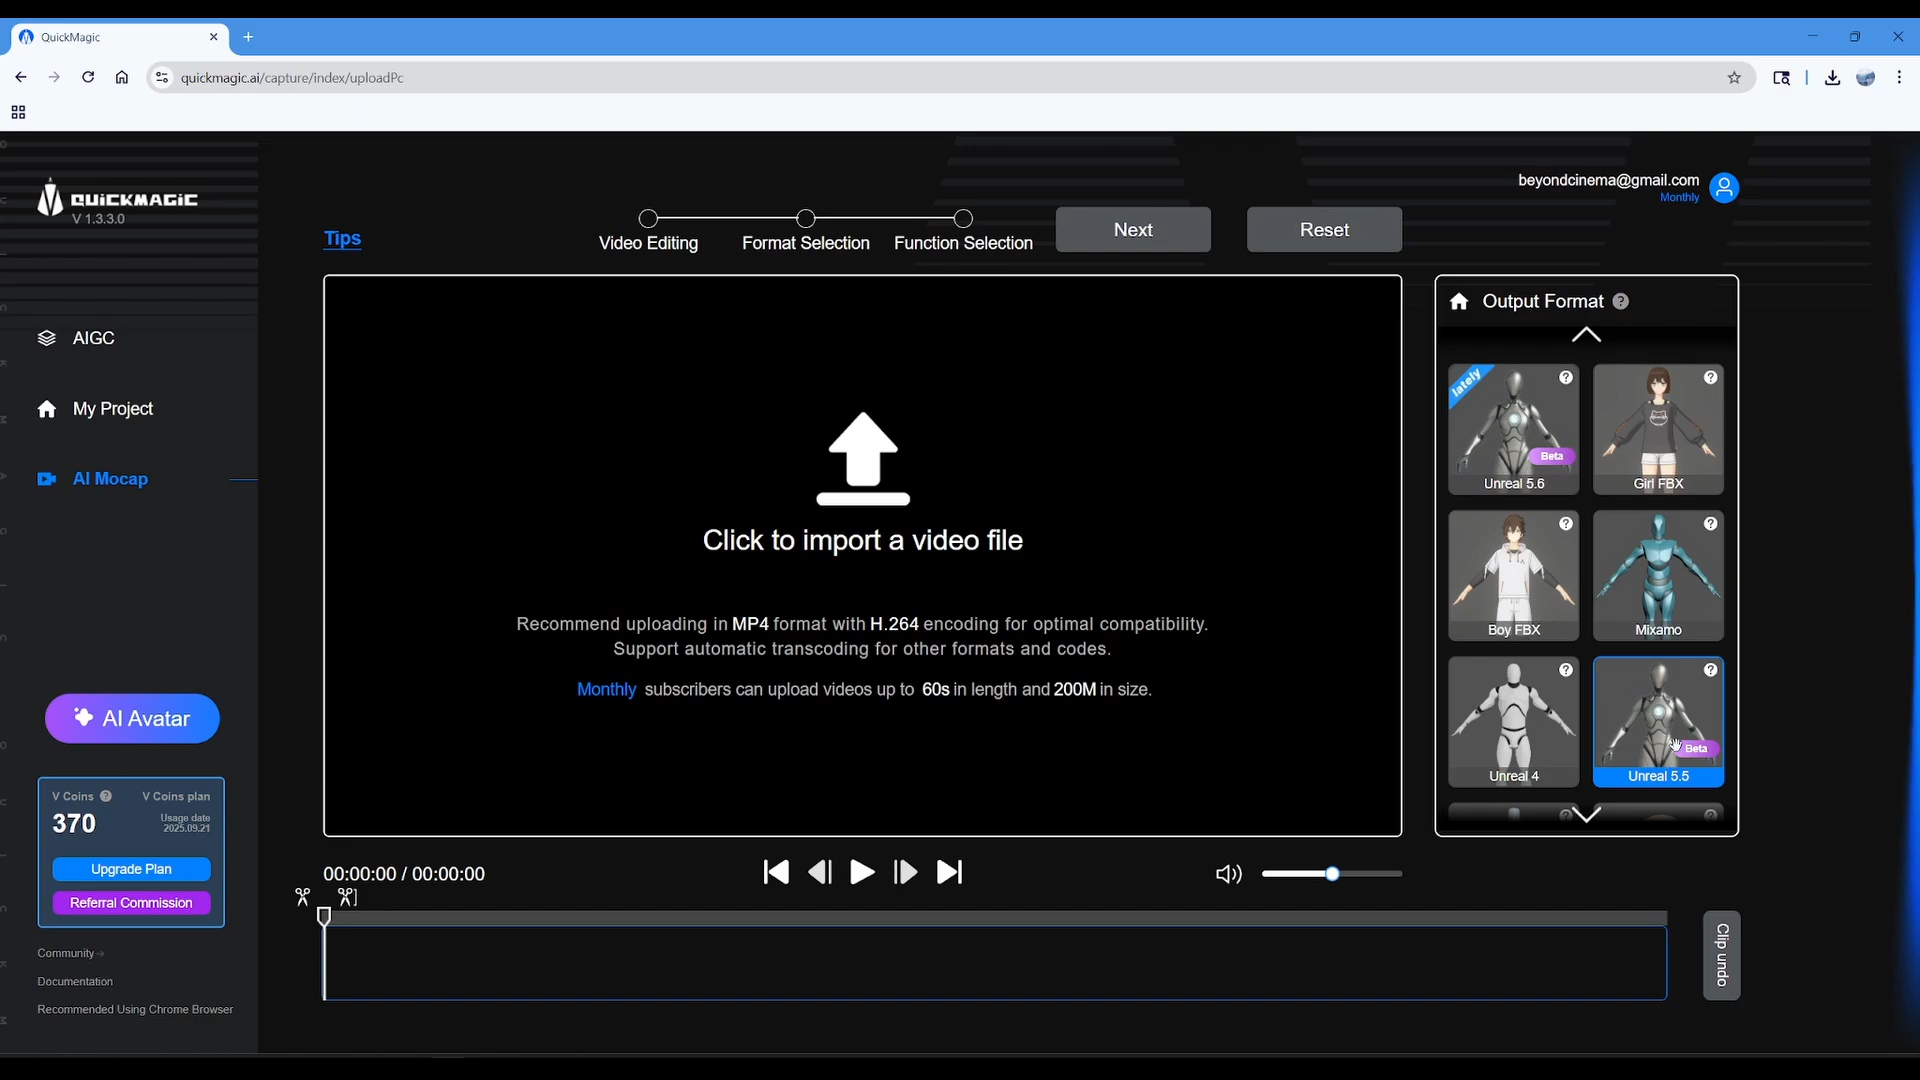 QuickMagic
quickmagic.ai/capture/index/uploadPc
QUICKMAGIC
V 1.3.3.0
beyondcinema@gmail.com
Monthly
Tips
Video Editing
Format Selection
Function Selection
Next
Reset
AIGC
My Project
AI Mocap
Click to import a video file
Recommend uploading in MP4 format with H.264 encoding for optimal compatibility.
Support automatic transcoding for other formats and codes.
Monthly subscribers can upload videos up to 60s in length and 200M in size.
Output Format ?
lately
?
Beta
Unreal 5.6
?
Girl FBX
?
Boy FBX
?
Mixamo
?
Unreal 4
?
Beta
Unreal 5.5
AI Avatar
V Coins ?
V Coins plan
370
Usage date
2025.09.21
Upgrade Plan
Referral Commission
Community
Documentation
Recommended Using Chrome Browser
00:00:00 / 00:00:00
Clip undo